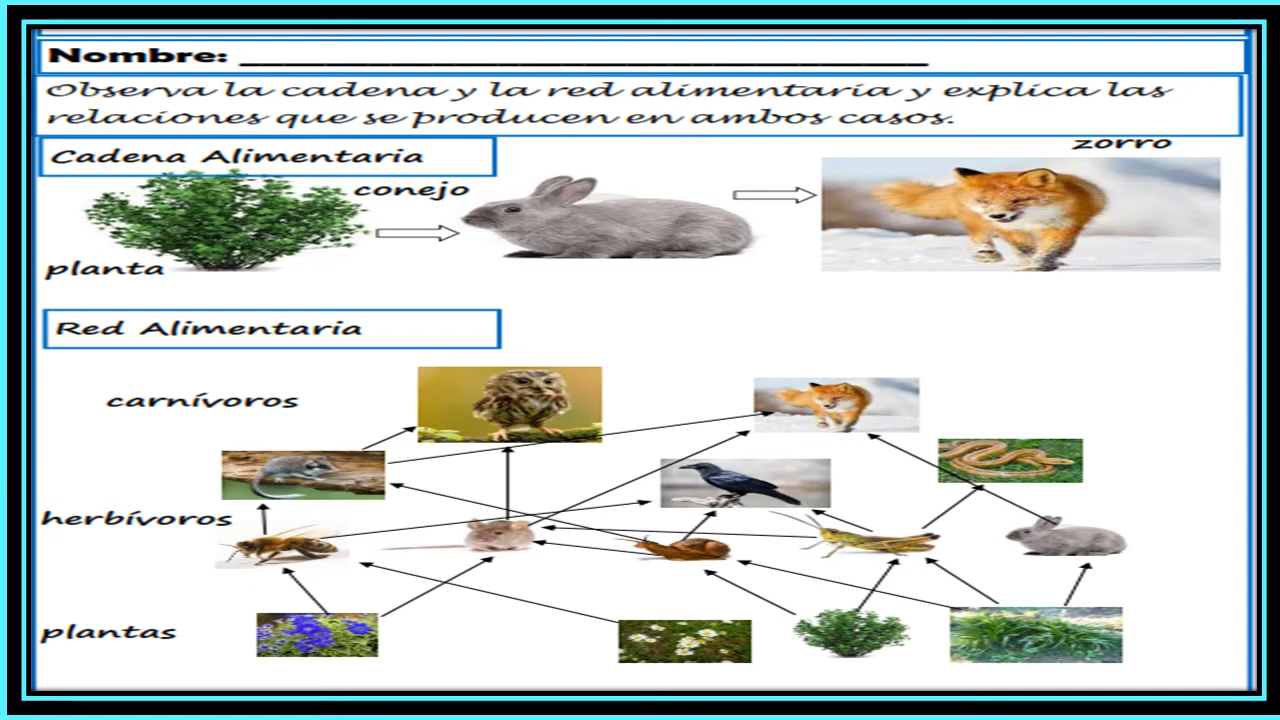 Nombre: ________________________________
Observa la cadena y la red alimentaria y explica las
relaciones que se producen en ambos casos.
Cadena Alimentaria
zorro
conejo
planta
Red Alimentaria
carnívoros
herbívoros
plantas